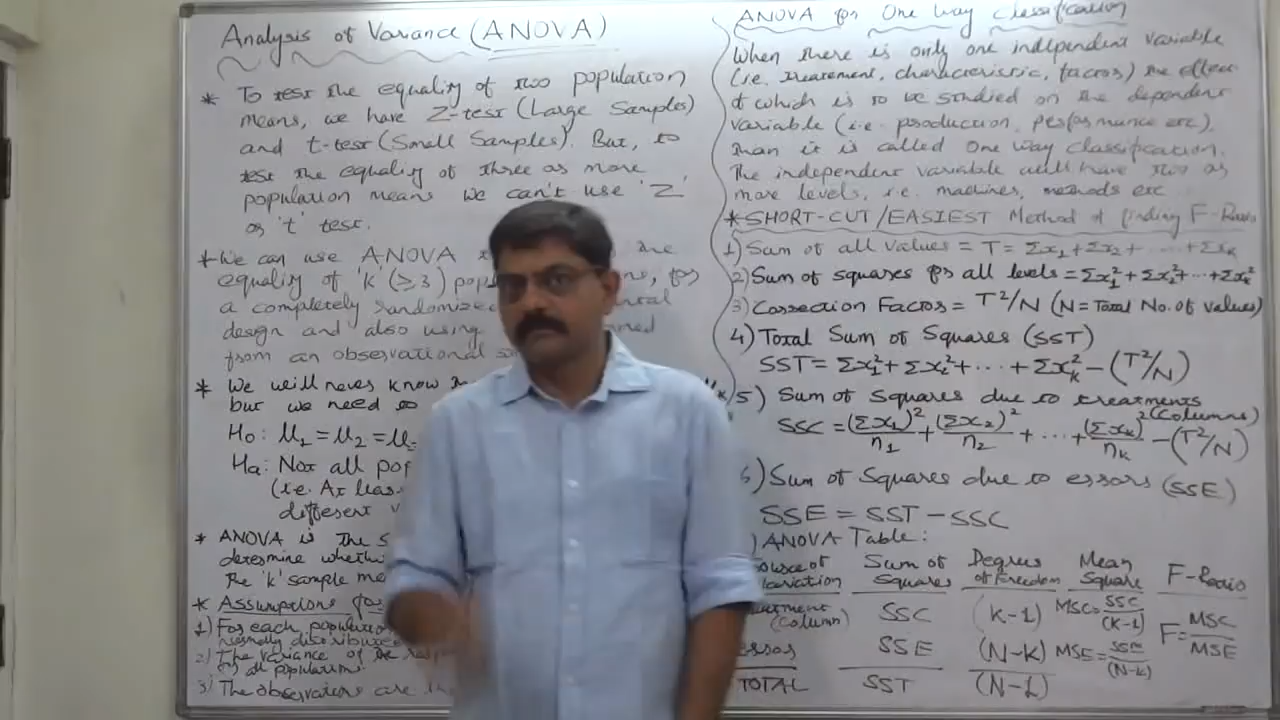 Analysis of Variance (ANOVA)
* To test the equality of two population
means, we have Z-test (Large Samples)
and t-test (Small Samples). But, to
test the equality of three or more
population means we can't use 'Z'
or 't' test.
* We can use ANOVA
equality of 'K' (≥3)
a completely randomized
design and also using
from an observational
* We will never know
but we need to
H₀: μ₁ = μ₂ =
Ha: Not all
(i.e. At
different
* ANOVA is the
determine
the 'k' sample
* Assumptions for
1) For each
normally distributed
2) The variance of the
for all populations
3) The observations are
ANOVA for One Way Classification
When there is only one independent variable
(i.e. treatement, characteristic, factor) the effect
of which is to be studied on the dependent
variable (i.e. production, performance etc),
than it is called One way classification.
The independent variable will have two or
more levels, i.e. machines, methods etc
*SHORT-CUT/EASIEST Method of finding F-Ratio
1) Sum of all values = T = Σx₁ + Σx₂ + ⋯ + Σxₖ
2) Sum of squares for all levels = Σx₁² + Σx₂² + ⋯ + Σxₖ²
3) Correction Factor = T²/N (N = Total No. of values)
4) Total Sum of Squares (SST)
SST = Σx₁² + Σx₂² + ⋯ + Σxₖ² − (T²/N)
5) Sum of Squares due to treatments
(Columns)
SSC = (Σx₁)²/n₁ + (Σx₂)²/n₂ + ⋯ + (Σxₖ)²/nₖ − (T²/N)
6) Sum of Squares due to errors (SSE)
SSE = SST − SSC
) ANOVA Table:
Source of Variation Sum of Squares Degrees of Freedom Mean Square F-Ratio
(Column) SSC (K-1) MSC = SSC/(k-1) F = MSC/MSE
SSE (N-K) MSE = /(N-k)
TOTAL SST (N-1)